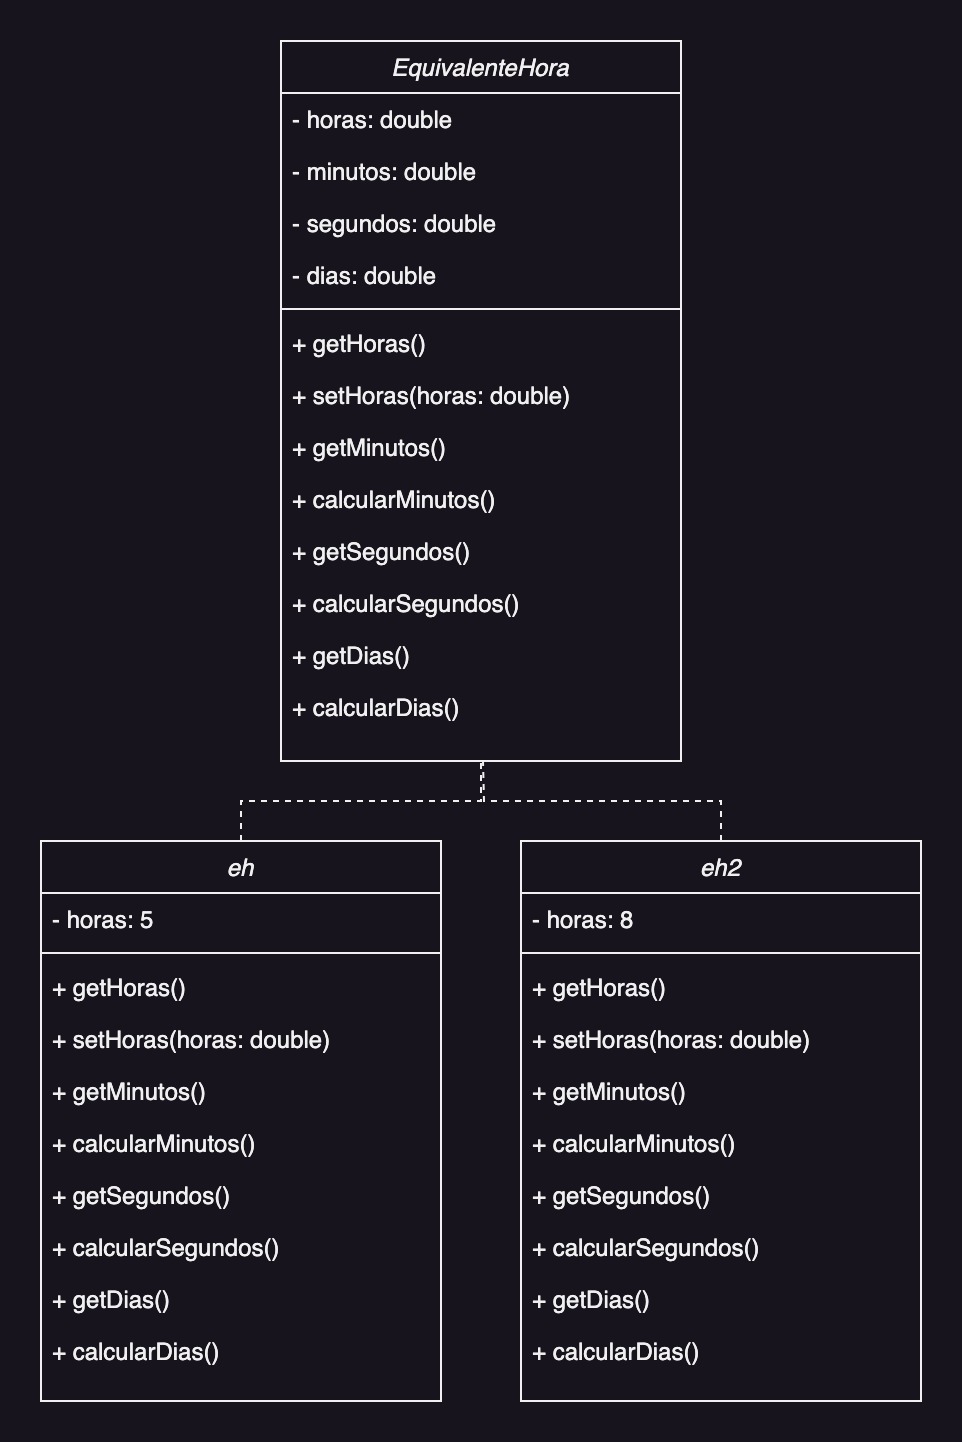 EquivalenteHora
- horas: double
- minutos: double
- segundos: double
- dias: double
+ getHoras()
+ setHoras(horas: double)
+ getMinutos()
+ calcularMinutos()
+ getSegundos()
+ calcularSegundos()
+ getDias()
+ calcularDias()
eh
- horas: 5
+ getHoras()
+ setHoras(horas: double)
+ getMinutos()
+ calcularMinutos()
+ getSegundos()
+ calcularSegundos()
+ getDias()
+ calcularDias()
eh2
- horas: 8
+ getHoras()
+ setHoras(horas: double)
+ getMinutos()
+ calcularMinutos()
+ getSegundos()
+ calcularSegundos()
+ getDias()
+ calcularDias()